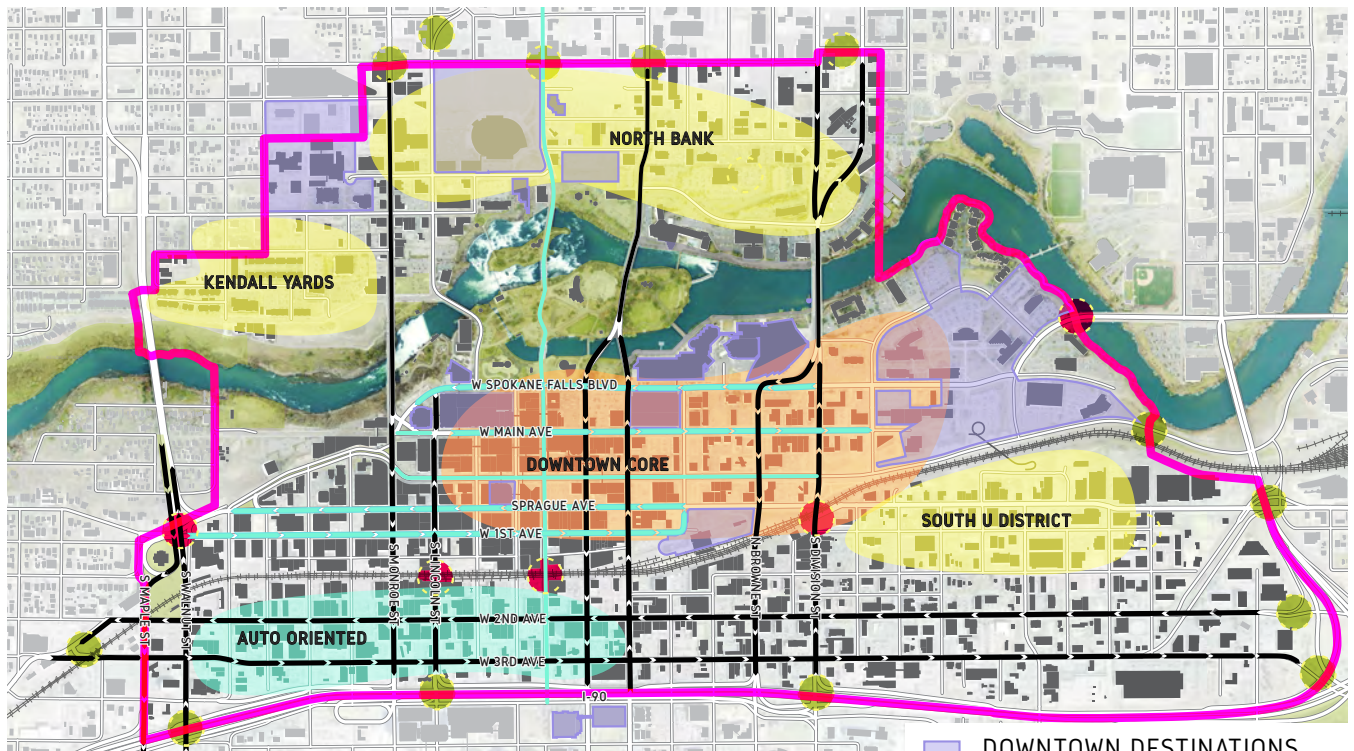 NORTH BANK
KENDALL YARDS
W SPOKANE FALLS BLVD
W MAIN AVE
DOWNTOWN CORE
SPRAGUE AVE
W 1ST AVE
SOUTH U DISTRICT
S MAPLE ST
S WALNUT ST
S MONROE ST
S LINCOLN ST
N BROWNE ST
S DIVISION ST
W 2ND AVE
AUTO ORIENTED
W 3RD AVE
I-90
DOWNTOWN DESTINATIONS